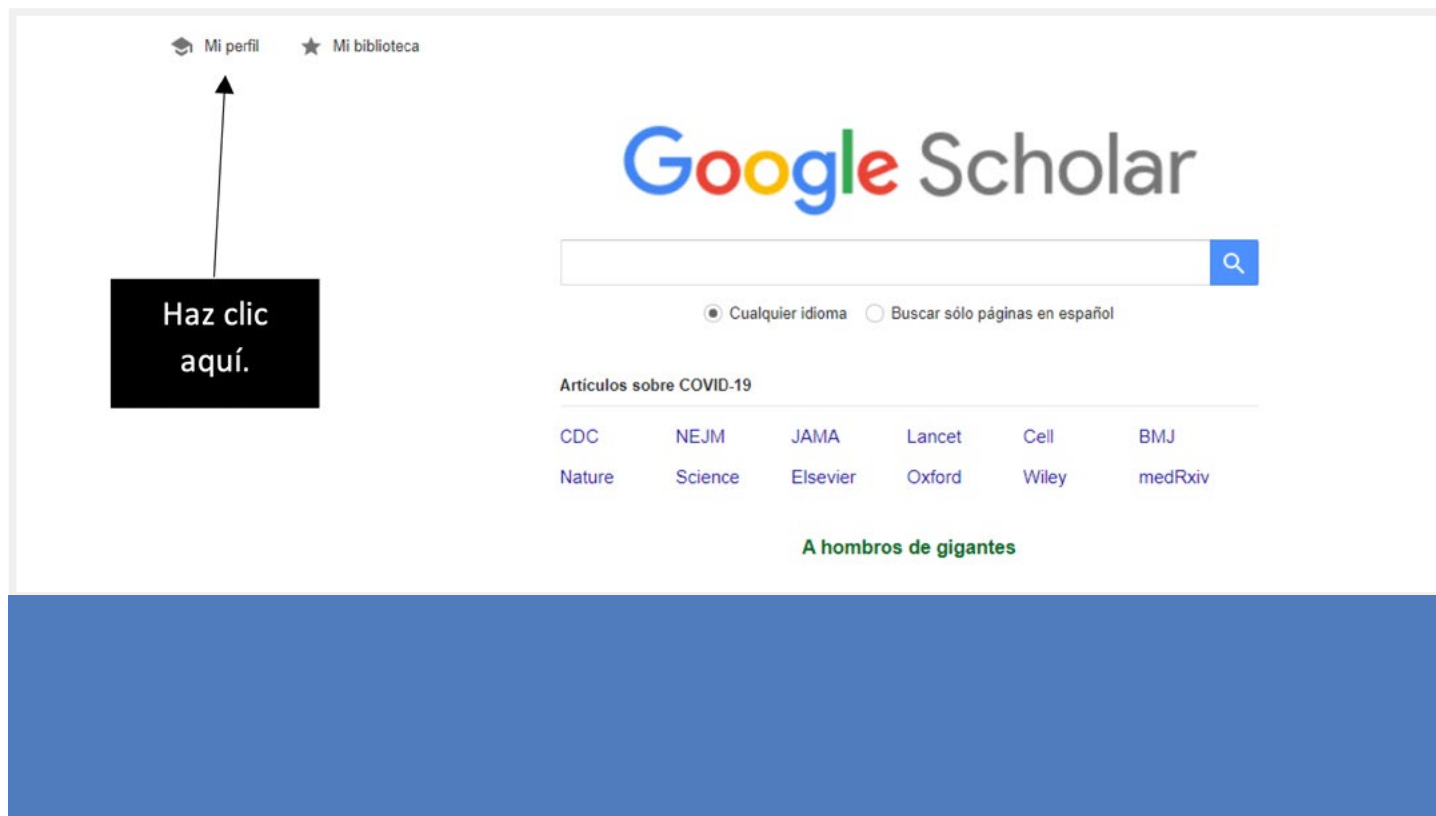 Mi perfil Mi biblioteca
Google Scholar
Haz clic
aquí.
Cualquier idioma Buscar sólo páginas en español
Artículos sobre COVID-19
CDC NEJM JAMA Lancet Cell BMJ
Nature Science Elsevier Oxford Wiley medRxiv
A hombros de gigantes